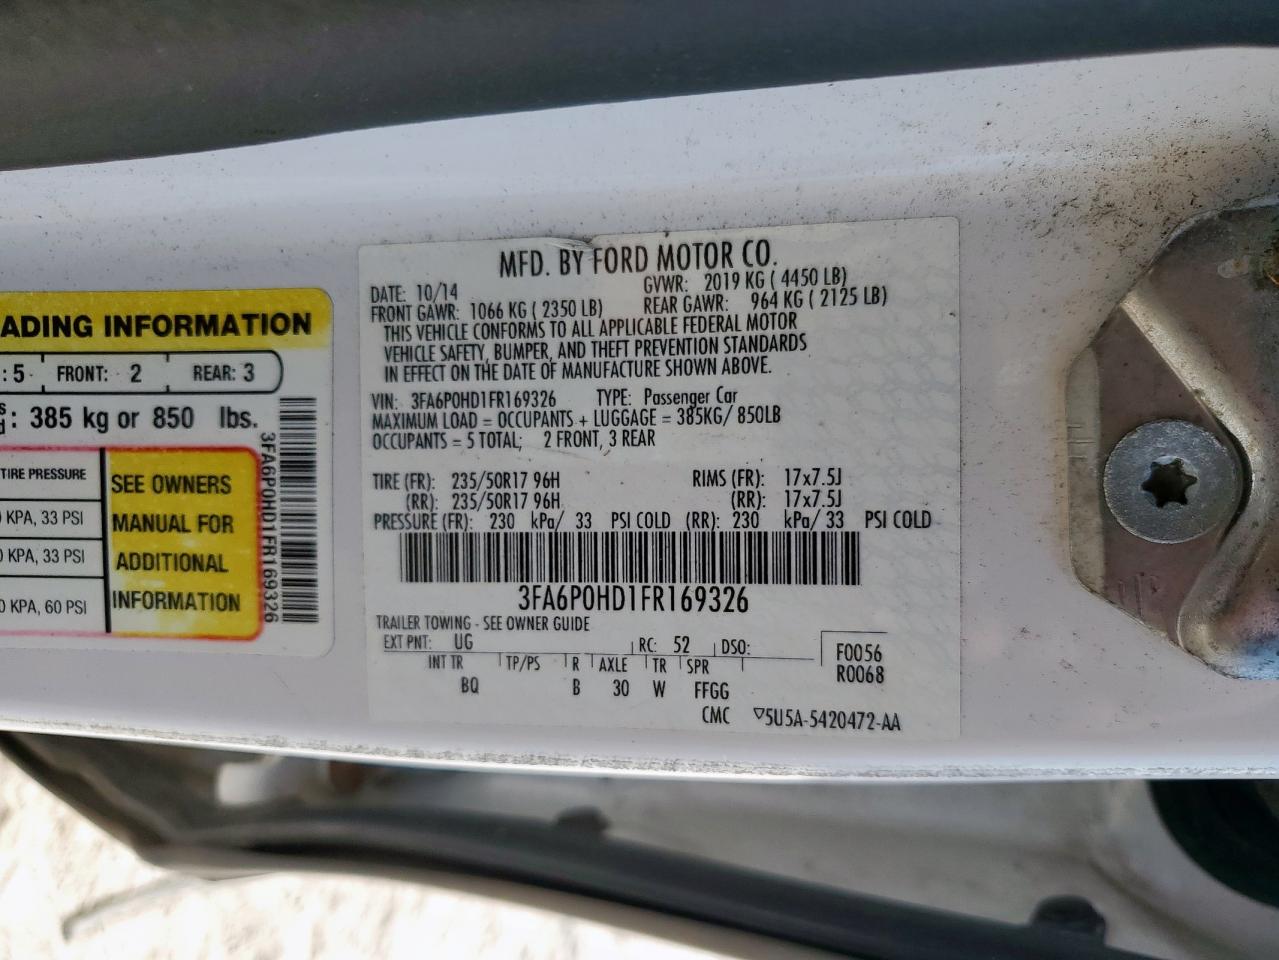 ADING INFORMATION
: 5 FRONT: 2 REAR: 3
: 385 kg or 850 lbs.
TIRE PRESSURE
KPA, 33 PSI
KPA, 33 PSI
0 KPA, 60 PSI
SEE OWNERS
MANUAL FOR
ADDITIONAL
INFORMATION
3FA6P0HD1FR169326
MFD. BY FORD MOTOR CO.
DATE: 10/14 GVWR: 2019 KG ( 4450 LB)
FRONT GAWR: 1066 KG ( 2350 LB) REAR GAWR: 964 KG ( 2125 LB)
THIS VEHICLE CONFORMS TO ALL APPLICABLE FEDERAL MOTOR
VEHICLE SAFETY, BUMPER, AND THEFT PREVENTION STANDARDS
IN EFFECT ON THE DATE OF MANUFACTURE SHOWN ABOVE.
VIN: 3FA6P0HD1FR169326 TYPE: Passenger Car
MAXIMUM LOAD = OCCUPANTS + LUGGAGE = 385KG/ 850LB
OCCUPANTS = 5 TOTAL; 2 FRONT, 3 REAR
TIRE (FR): 235/50R17 96H RIMS (FR): 17x7.5J
(RR): 235/50R17 96H (RR): 17x7.5J
PRESSURE (FR): 230 kPa/ 33 PSI COLD (RR): 230 kPa/ 33 PSI COLD
3FA6P0HD1FR169326
TRAILER TOWING - SEE OWNER GUIDE
EXT PNT: UG RC: 52 DSO: F0056
INT TR TP/PS R AXLE TR SPR R0068
BQ B 30 W FFGG
CMC ▽5U5A-5420472-AA